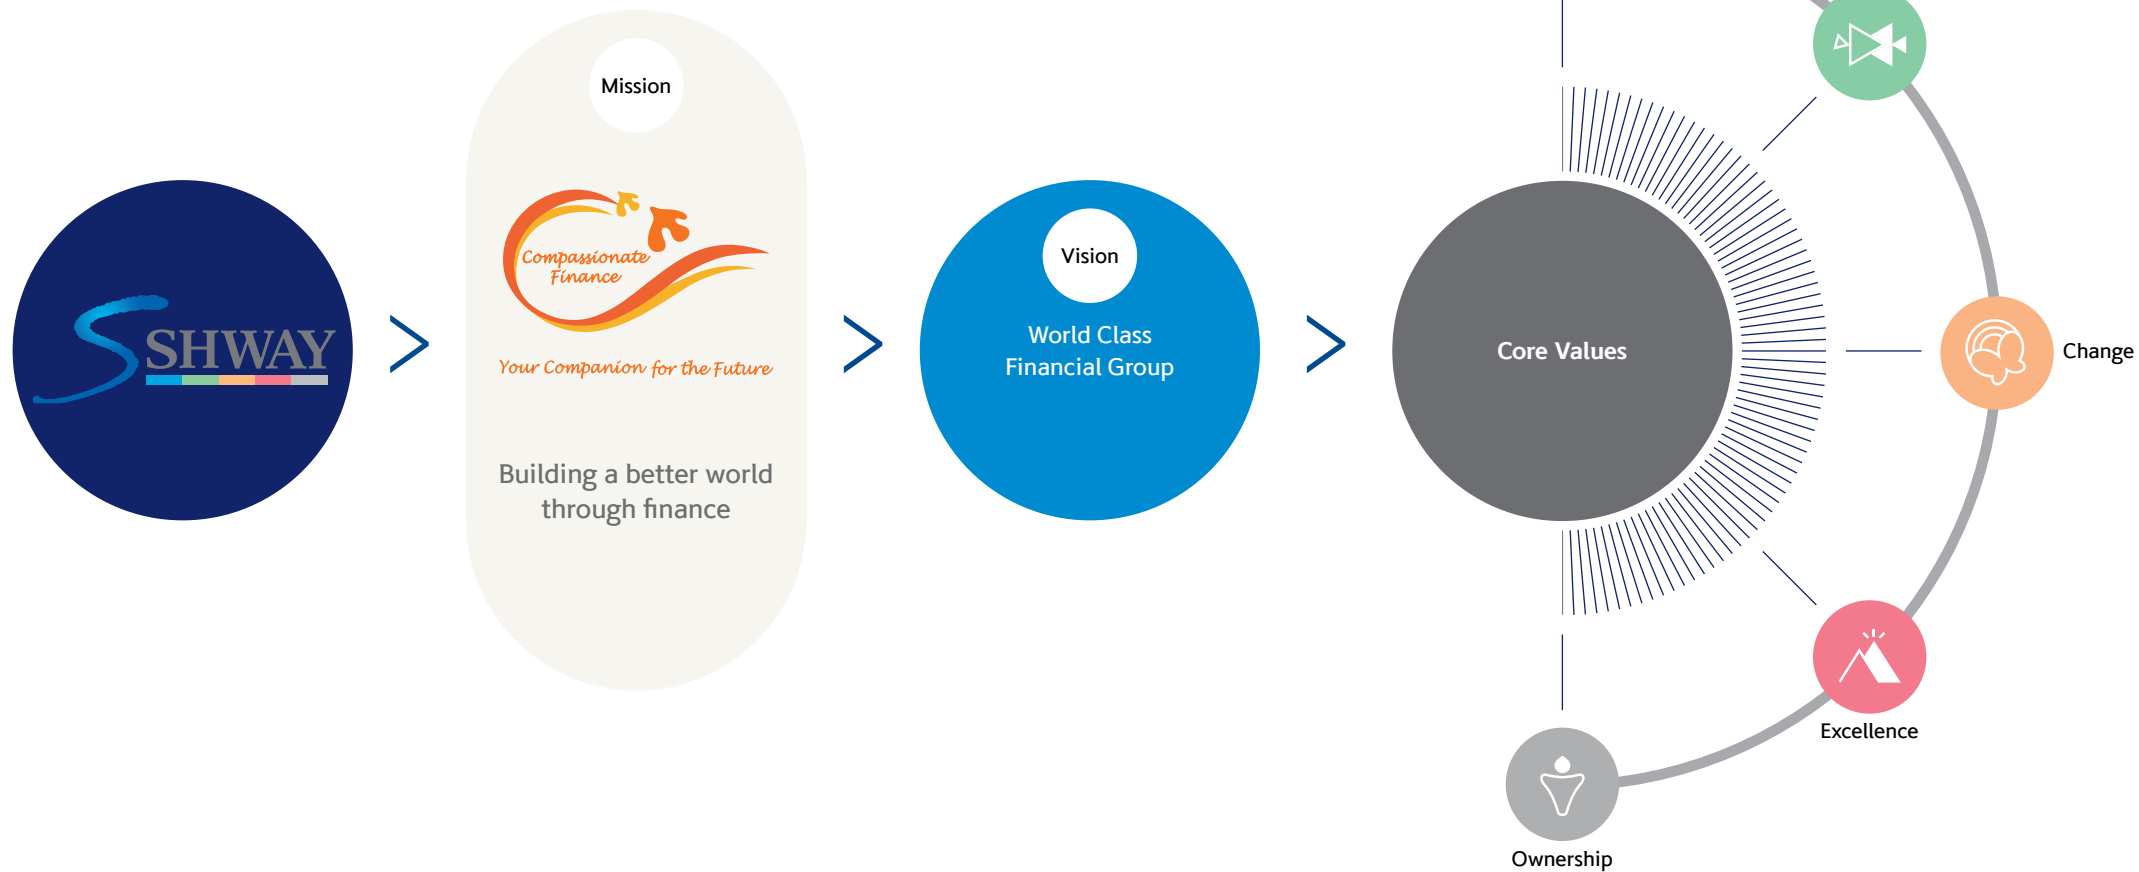 SHWAY
Mission
Compassionate
Finance
Your Companion for the Future
Building a better world
through finance
Vision
World Class
Financial Group
Core Values
Change
Excellence
Ownership